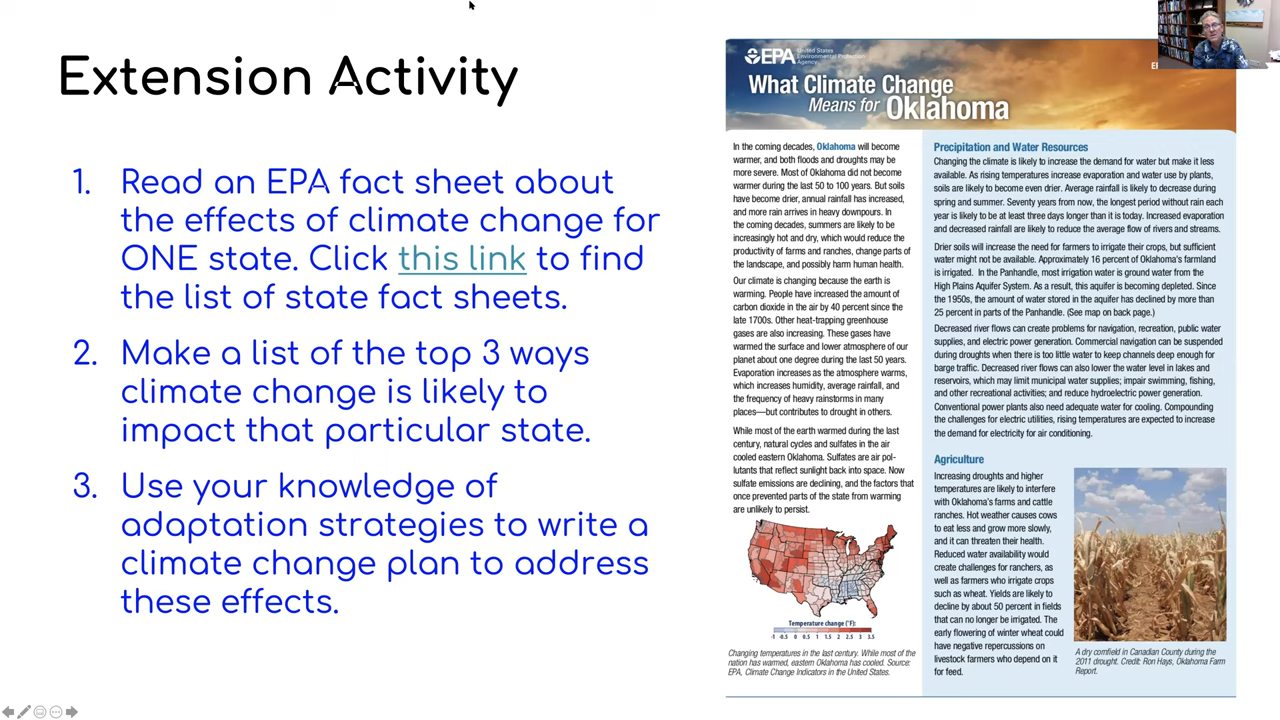 Extension Activity
1. Read an EPA fact sheet about
the effects of climate change for
ONE state. Click this link to find
the list of state fact sheets.
2. Make a list of the top 3 ways
climate change is likely to
impact that particular state.
3. Use your knowledge of
adaptation strategies to write a
climate change plan to address
these effects.
EPA
United States
Environmental Protection
Agency
What Climate Change
Means for Oklahoma
In the coming decades, Oklahoma will become
warmer, and both floods and droughts may be
more severe. Most of Oklahoma did not become
warmer during the last 50 to 100 years. But soils
have become drier, annual rainfall has increased,
and more rain arrives in heavy downpours. In
the coming decades, summers are likely to be
increasingly hot and dry, which would reduce the
productivity of farms and ranches, change parts of
the landscape, and possibly harm human health.
Our climate is changing because the earth is
warming. People have increased the amount of
carbon dioxide in the air by 40 percent since the
late 1700s. Other heat-trapping greenhouse
gases are also increasing. These gases have
warmed the surface and lower atmosphere of our
planet about one degree during the last 50 years.
Evaporation increases as the atmosphere warms,
which increases humidity, average rainfall, and
the frequency of heavy rainstorms in many
places—but contributes to drought in others.
While most of the earth warmed during the last
century, natural cycles and sulfates in the air
cooled eastern Oklahoma. Sulfates are air pol-
lutants that reflect sunlight back into space. Now
sulfate emissions are declining, and the factors that
once prevented parts of the state from warming
are unlikely to persist.
Temperature change (°F):
-1 -0.5 0 0.5 1 1.5 2 2.5 3 3.5
Changing temperatures in the last century. While most of the
nation has warmed, eastern Oklahoma has cooled. Source:
EPA, Climate Change Indicators in the United States.
Precipitation and Water Resources
Changing the climate is likely to increase the demand for water but make it less
available. As rising temperatures increase evaporation and water use by plants,
soils are likely to become even drier. Average rainfall is likely to decrease during
spring and summer. Seventy years from now, the longest period without rain each
year is likely to be at least three days longer than it is today. Increased evaporation
and decreased rainfall are likely to reduce the average flow of rivers and streams.
Drier soils will increase the need for farmers to irrigate their crops, but sufficient
water might not be available. Approximately 16 percent of Oklahoma's farmland
is irrigated. In the Panhandle, most irrigation water is ground water from the
High Plains Aquifer System. As a result, this aquifer is becoming depleted. Since
the 1950s, the amount of water stored in the aquifer has declined by more than
25 percent in parts of the Panhandle. (See map on back page.)
Decreased river flows can create problems for navigation, recreation, public water
supplies, and electric power generation. Commercial navigation can be suspended
during droughts when there is too little water to keep channels deep enough for
barge traffic. Decreased river flows can also lower the water level in lakes and
reservoirs, which may limit municipal water supplies; impair swimming, fishing,
and other recreational activities; and reduce hydroelectric power generation.
Conventional power plants also need adequate water for cooling. Compounding
the challenges for electric utilities, rising temperatures are expected to increase
the demand for electricity for air conditioning.
Agriculture
Increasing droughts and higher
temperatures are likely to interfere
with Oklahoma's farms and cattle
ranches. Hot weather causes cows
to eat less and grow more slowly,
and it can threaten their health.
Reduced water availability would
create challenges for ranchers, as
well as farmers who irrigate crops
such as wheat. Yields are likely to
decline by about 50 percent in fields
that can no longer be irrigated. The
early flowering of winter wheat could
have negative repercussions on
livestock farmers who depend on it
for feed.
A dry cornfield in Canadian County during the
2011 drought. Credit: Ron Hays, Oklahoma Farm
Report.